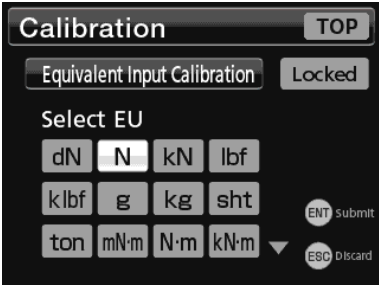 Calibration TOP
Equivalent Input Calibration Locked
Select EU
dN N kN lbf
klbf g kg sht
ENT Submit
ton mN·m N·m kN·m
ESC Discard